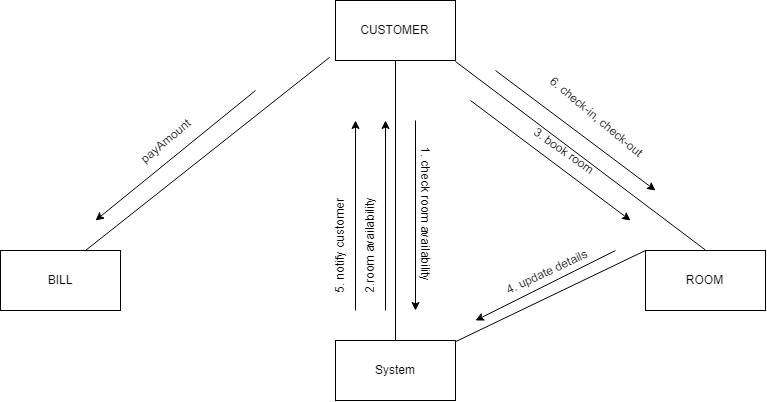 CUSTOMER
6. check-in, check-out
payAmount
3. book room
1. check room availability
2.room availability
5. notify customer
4. update details
BILL
ROOM
System